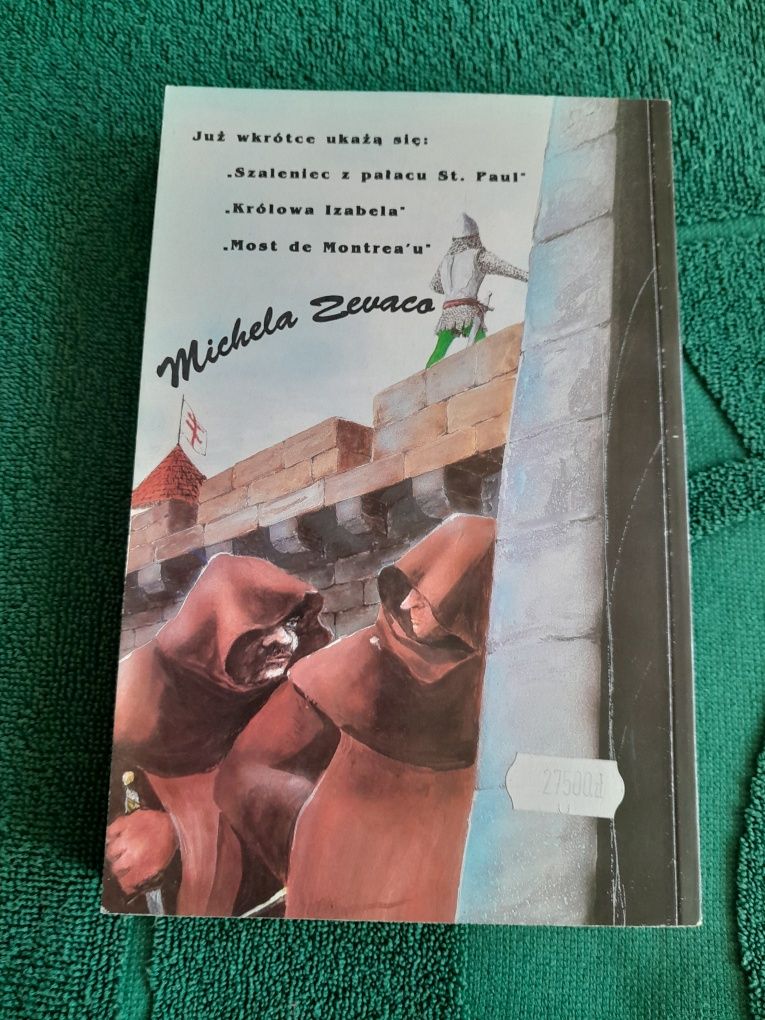 Już wkrótce ukażą się:
„Szaleniec z pałacu St. Paul"
„Królowa Izabela"
„Most de Montrea'u"
Michela Zevaco
27500zł